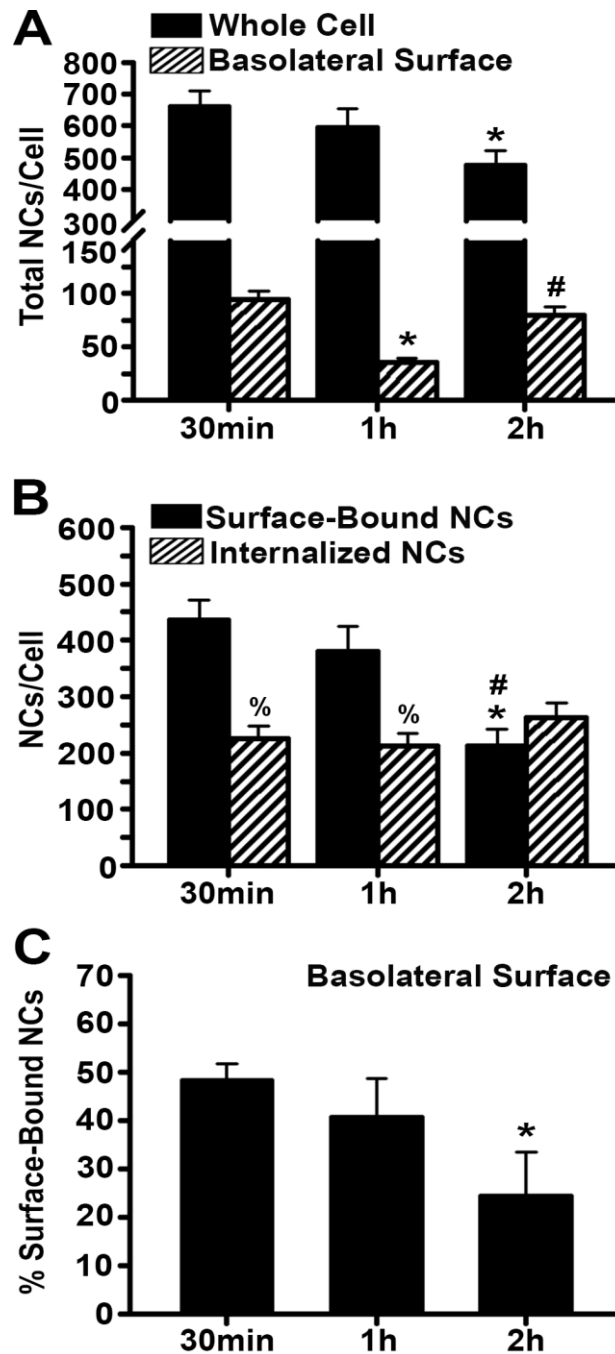 A
Whole Cell
Basolateral Surface
Total NCs/Cell
800
700
600
500
400
300
150
100
50
0
*
*
#
30min 1h 2h
B
Surface-Bound NCs
Internalized NCs
NCs/Cell
600
500
400
300
200
100
0
%
%
#
*
30min 1h 2h
C
Basolateral Surface
% Surface-Bound NCs
70
60
50
40
30
20
10
0
*
30min 1h 2h